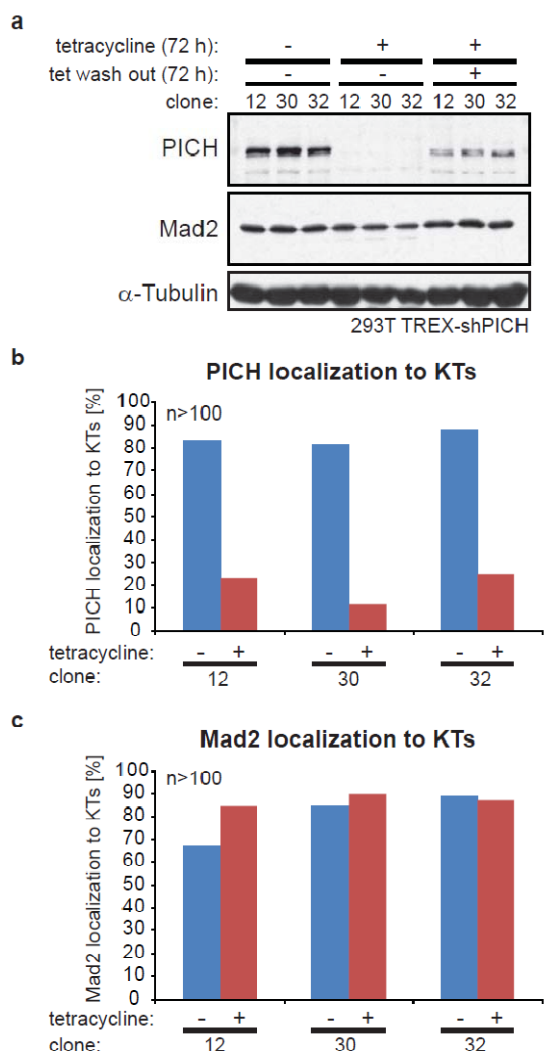 a
tetracycline (72 h): - + +
tet wash out (72 h): - - +
clone: 12 30 32 12 30 32 12 30 32
PICH
Mad2
α-Tubulin
293T TREX-shPICH
b
PICH localization to KTs
PICH localization to KTs [%]
100
90
80
70
60
50
40
30
20
10
0
n>100
tetracycline: - + - + - +
clone: 12 30 32
c
Mad2 localization to KTs
Mad2 localization to KTs [%]
100
90
80
70
60
50
40
30
20
10
0
n>100
tetracycline: - + - + - +
clone: 12 30 32